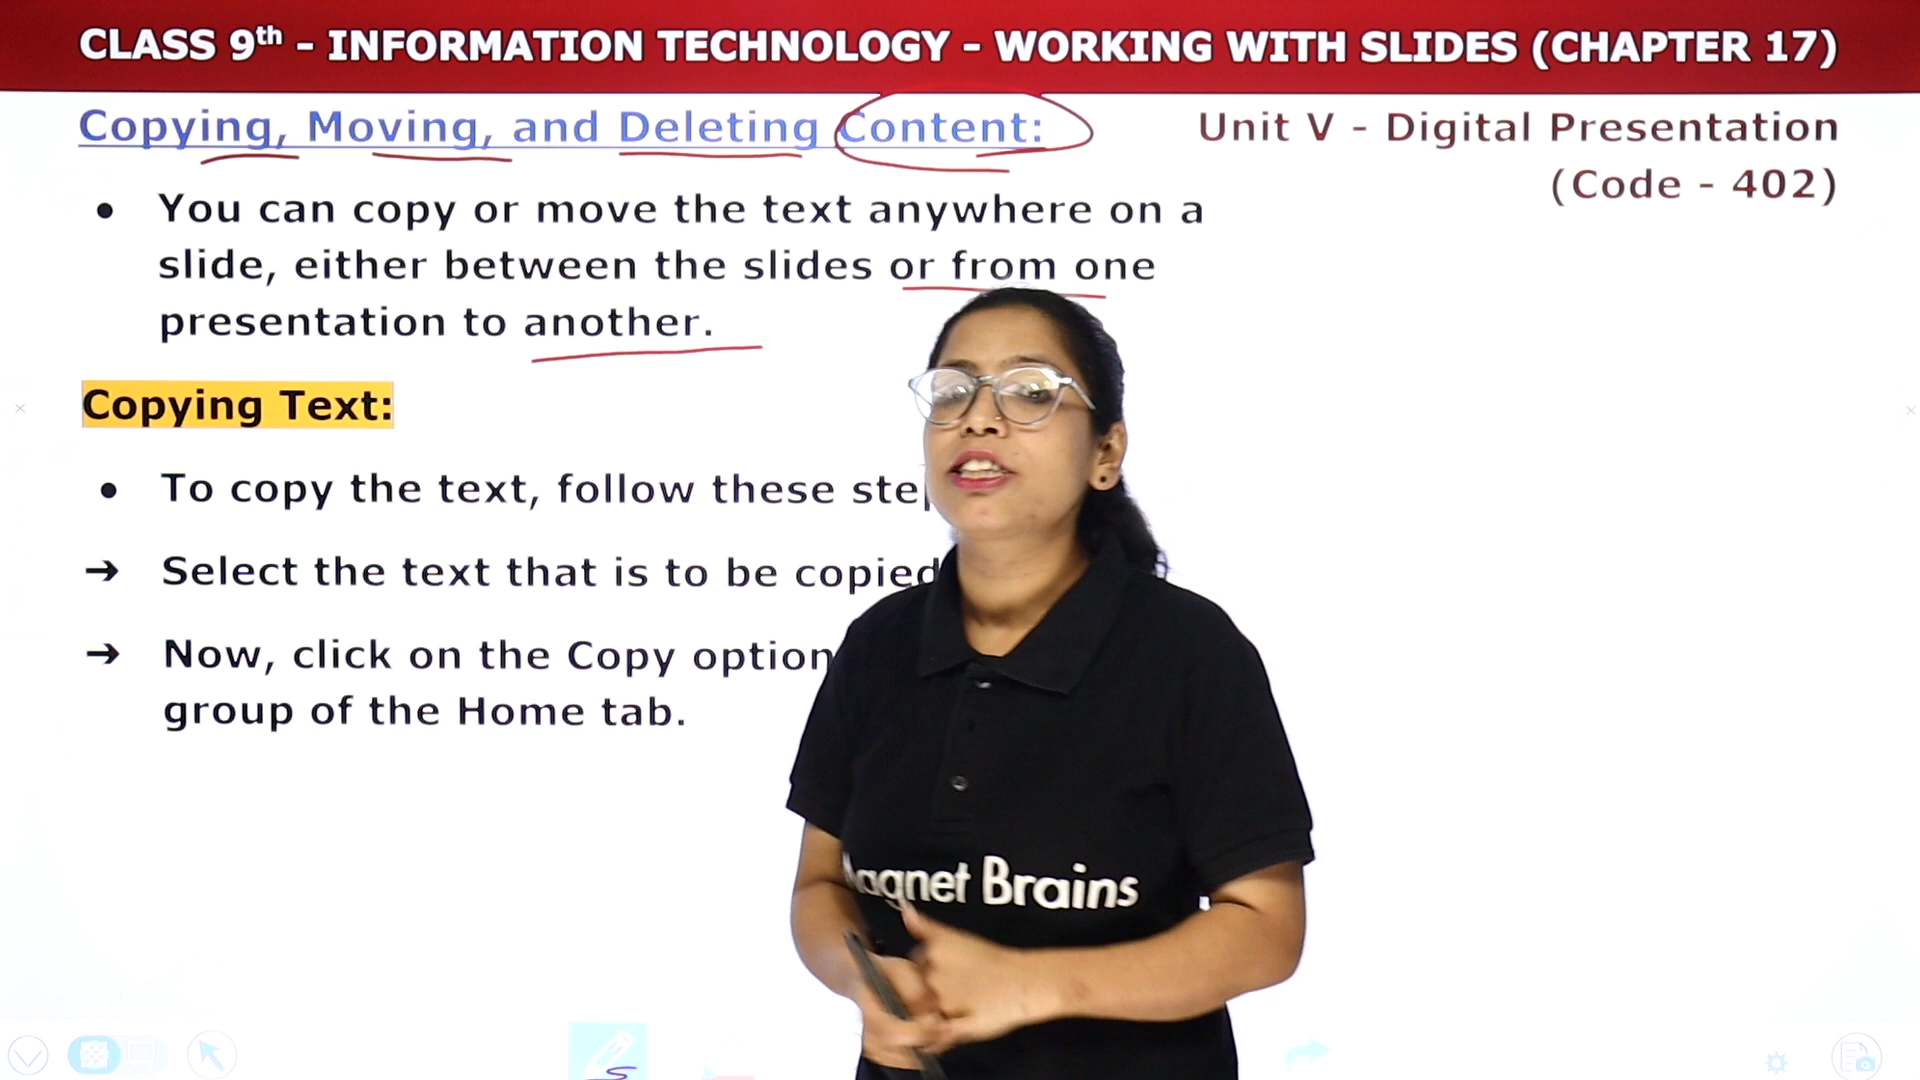 CLASS 9th - INFORMATION TECHNOLOGY - WORKING WITH SLIDES (CHAPTER 17)
Copying, Moving, and Deleting Content:
Unit V - Digital Presentation
(Code - 402)
• You can copy or move the text anywhere on a
slide, either between the slides or from one
presentation to another.
Copying Text:
• To copy the text, follow these
➔ Select the text that is to be copied
➔ Now, click on the Copy option
group of the Home tab.
Brains